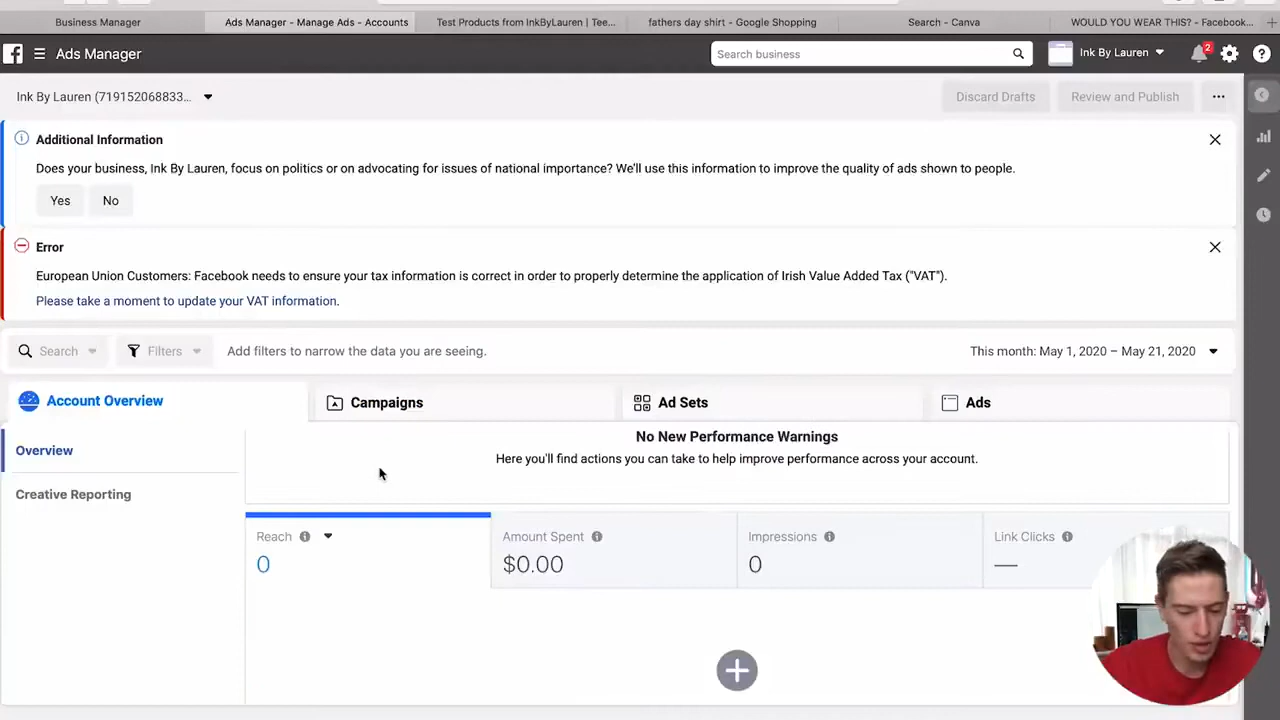 Business Manager
Ads Manager - Manage Ads - Accounts
Test Products from InkByLauren | Tee...
fathers day shirt - Google Shopping
Search - Canva
WOULD YOU WEAR THIS? - Facebook...
Ads Manager
Search business
Ink By Lauren
2
Ink By Lauren (719152068833...
Discard Drafts
Review and Publish
Additional Information
Does your business, Ink By Lauren, focus on politics or on advocating for issues of national importance? We'll use this information to improve the quality of ads shown to people.
Yes
No
Error
European Union Customers: Facebook needs to ensure your tax information is correct in order to properly determine the application of Irish Value Added Tax ("VAT").
Please take a moment to update your VAT information.
Search
Filters
Add filters to narrow the data you are seeing.
This month: May 1, 2020 – May 21, 2020
Account Overview
Campaigns
Ad Sets
Ads
Overview
Creative Reporting
No New Performance Warnings
Here you'll find actions you can take to help improve performance across your account.
Reach
0
Amount Spent
$0.00
Impressions
0
Link Clicks
—